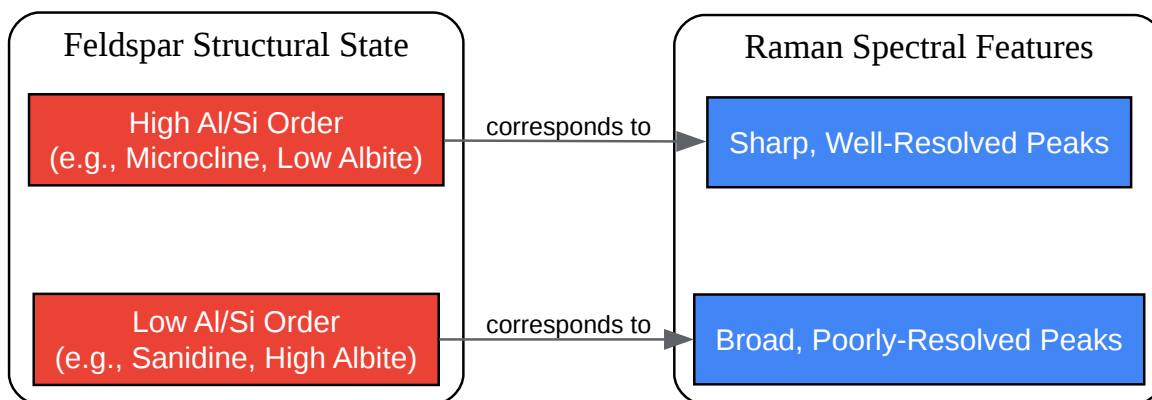 Feldspar Structural State
Raman Spectral Features
High Al/Si Order
(e.g., Microcline, Low Albite)
corresponds to
Sharp, Well-Resolved Peaks
Low Al/Si Order
(e.g., Sanidine, High Albite)
corresponds to
Broad, Poorly-Resolved Peaks